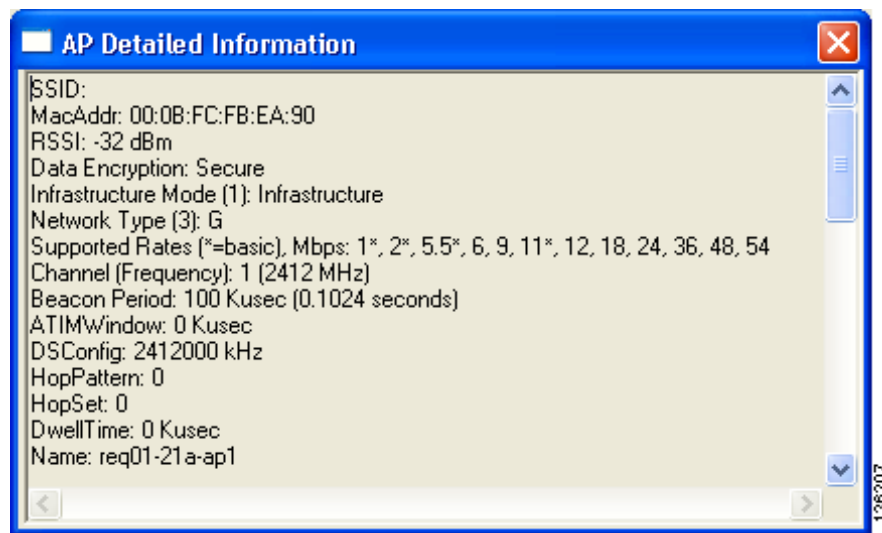 AP Detailed Information
SSID:
MacAddr: 00:0B:FC:FB:EA:90
RSSI: -32 dBm
Data Encryption: Secure
Infrastructure Mode (1): Infrastructure
Network Type (3): G
Supported Rates (*=basic), Mbps: 1*, 2*, 5.5*, 6, 9, 11*, 12, 18, 24, 36, 48, 54
Channel (Frequency): 1 (2412 MHz)
Beacon Period: 100 Kusec (0.1024 seconds)
ATIMWindow: 0 Kusec
DSConfig: 2412000 kHz
HopPattern: 0
HopSet: 0
DwellTime: 0 Kusec
Name: req01-21a-ap1